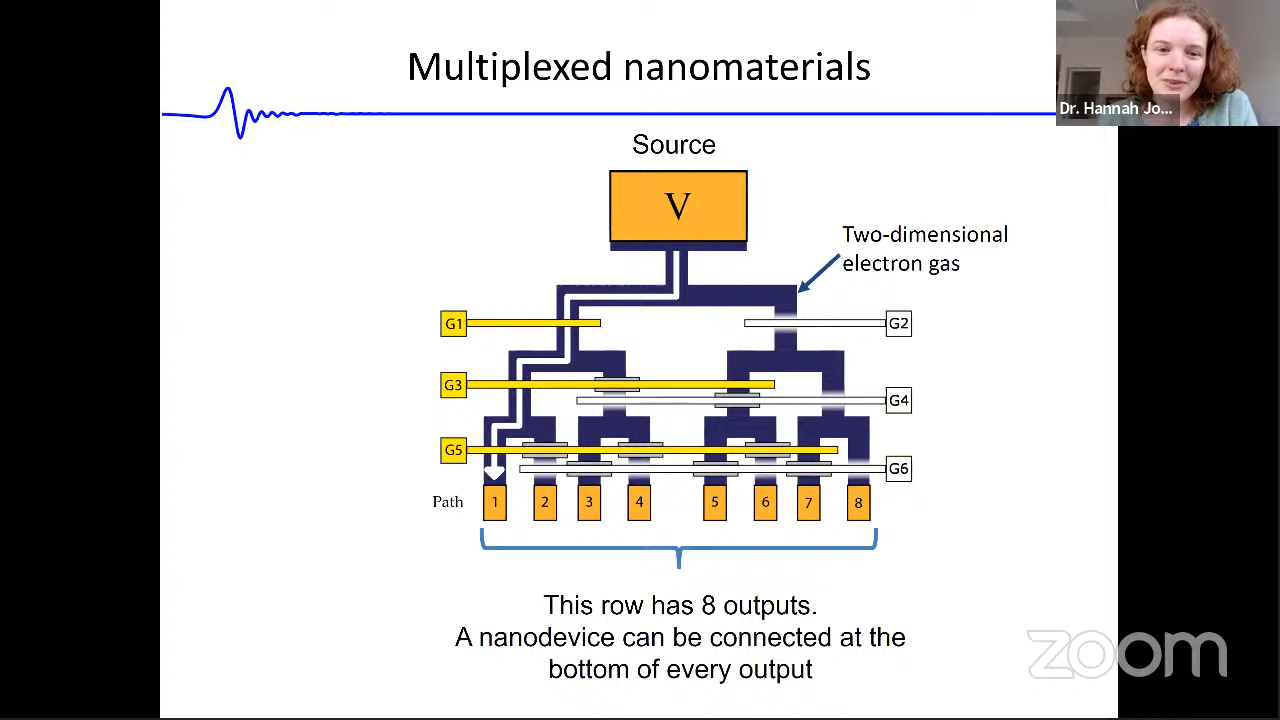 Multiplexed nanomaterials
Dr. Hannah Jo...
Source
V
Two-dimensional
electron gas
G1
G2
G3
G4
G5
G6
Path
1 2 3 4 5 6 7 8
This row has 8 outputs.
A nanodevice can be connected at the
bottom of every output
zoom